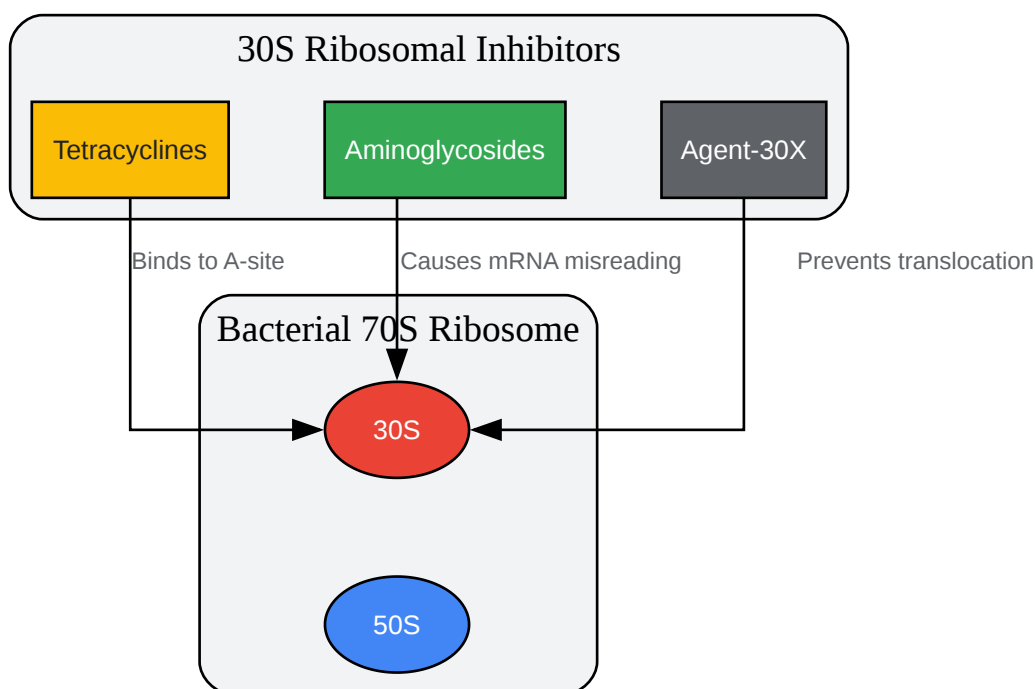 30S Ribosomal Inhibitors
Tetracyclines
Aminoglycosides
Agent-30X
Binds to A-site
Causes mRNA misreading
Prevents translocation
Bacterial 70S Ribosome
30S
50S